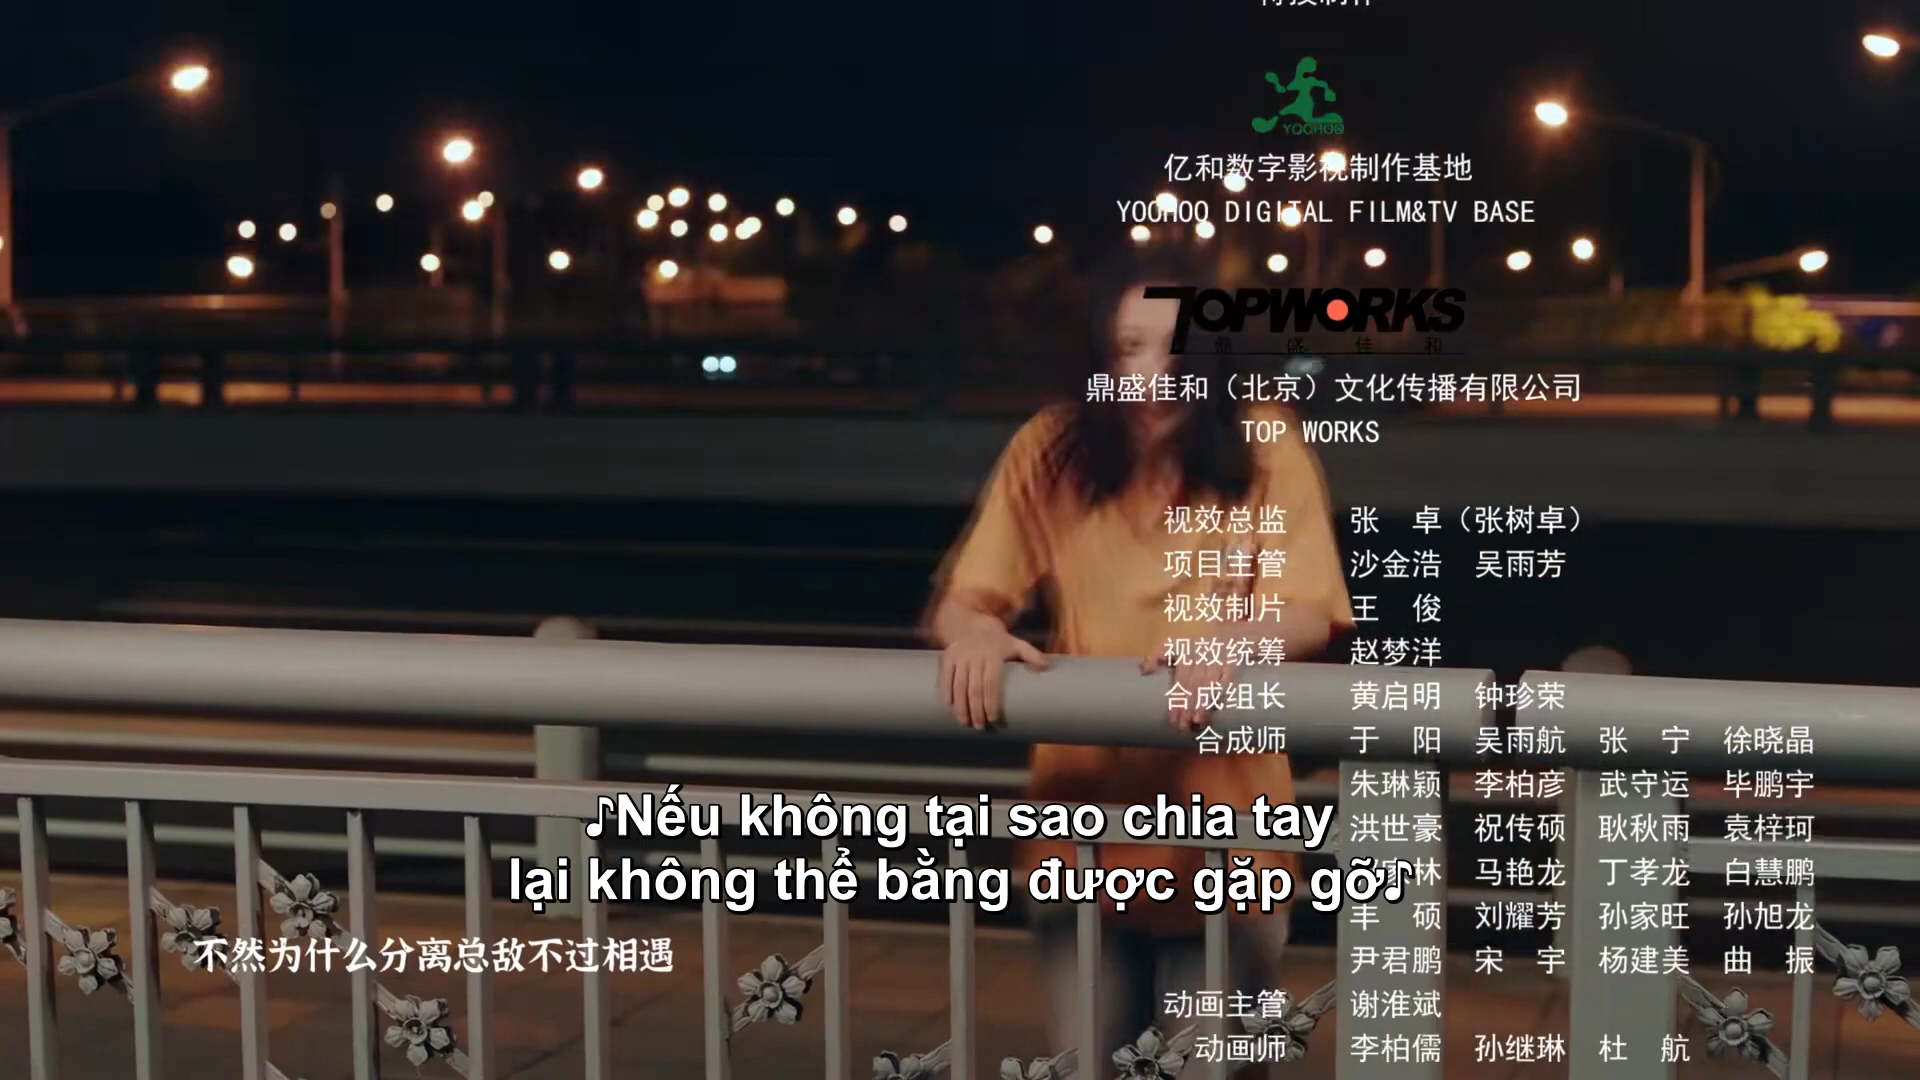 YOOHOO
亿和数字影视制作基地
YOOHOO DIGITAL FILM&TV BASE
TOPWORKS
鼎盛佳和
鼎盛佳和（北京）文化传播有限公司
TOP WORKS
视效总监 张 卓（张树卓）
项目主管 沙金浩 吴雨芳
视效制片 王 俊
视效统筹 赵梦洋
合成组长 黄启明 钟珍荣
合成师 于 阳 吴雨航 张 宁 徐晓晶
朱琳颖 李柏彦 武守运 毕鹏宇
洪世豪 祝传硕 耿秋雨 袁梓珂
林 马艳龙 丁孝龙 白慧鹏
丰 硕 刘耀芳 孙家旺 孙旭龙
尹君鹏 宋 宇 杨建美 曲 振
动画主管 谢淮斌
动画师 李柏儒 孙继琳 杜 航
♪Nếu không tại sao chia tay
lại không thể bằng được gặp gỡ♪
不然为什么分离总敌不过相遇